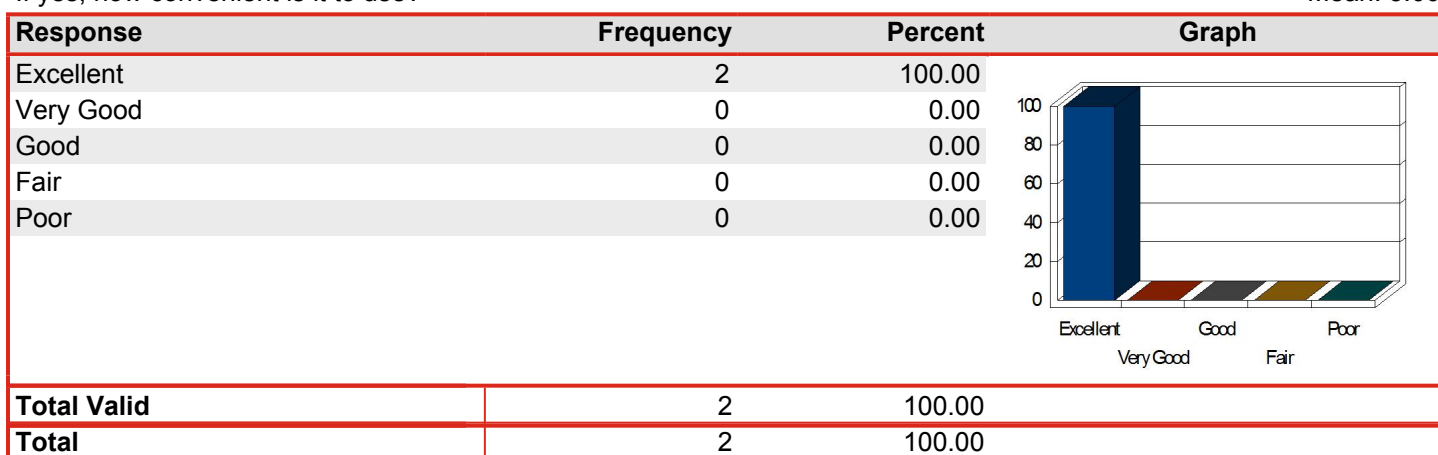 Response Frequency Percent Graph
Excellent 2 100.00
Very Good 0 0.00
Good 0 0.00
Fair 0 0.00
Poor 0 0.00
100
80
60
40
20
0
Excellent Good Poor
Very Good Fair
Total Valid 2 100.00
Total 2 100.00